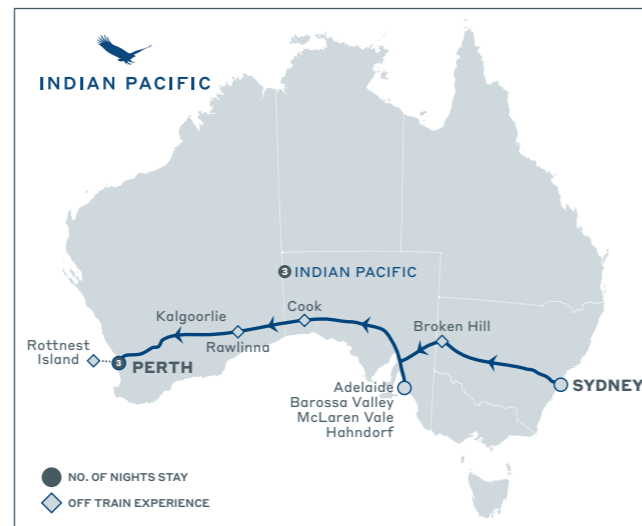 INDIAN PACIFIC
3 INDIAN PACIFIC
Cook
Kalgoorlie
Broken Hill
Rottnest
Island
Rawlinna
3 PERTH
Adelaide
Barossa Valley
McLaren Vale
Hahndorf
SYDNEY
NO. OF NIGHTS STAY
OFF TRAIN EXPERIENCE